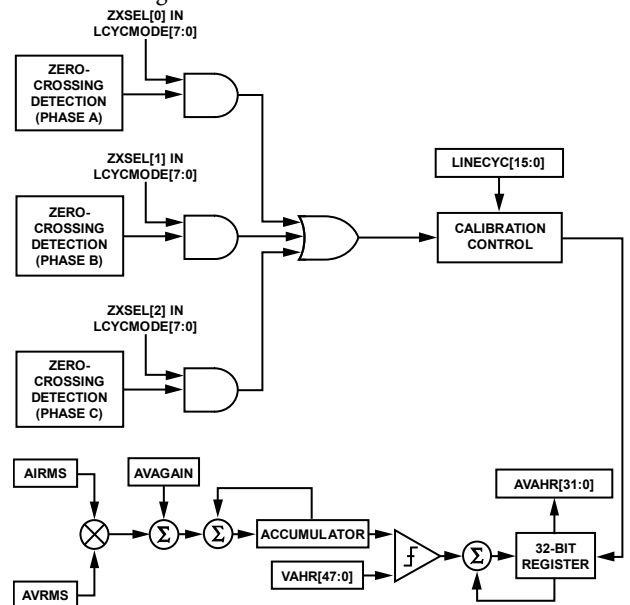 ZXSEL[0] IN
LCYCMODE[7:0]
ZERO-
CROSSING
DETECTION
(PHASE A)
ZXSEL[1] IN
LCYCMODE[7:0]
ZERO-
CROSSING
DETECTION
(PHASE B)
LINECYC[15:0]
CALIBRATION
CONTROL
ZXSEL[2] IN
LCYCMODE[7:0]
ZERO-
CROSSING
DETECTION
(PHASE C)
AIRMS
AVAGAIN
AVAHR[31:0]
Σ
Σ
ACCUMULATOR
Σ
32-BIT
REGISTER
VAHR[47:0]
AVRMS